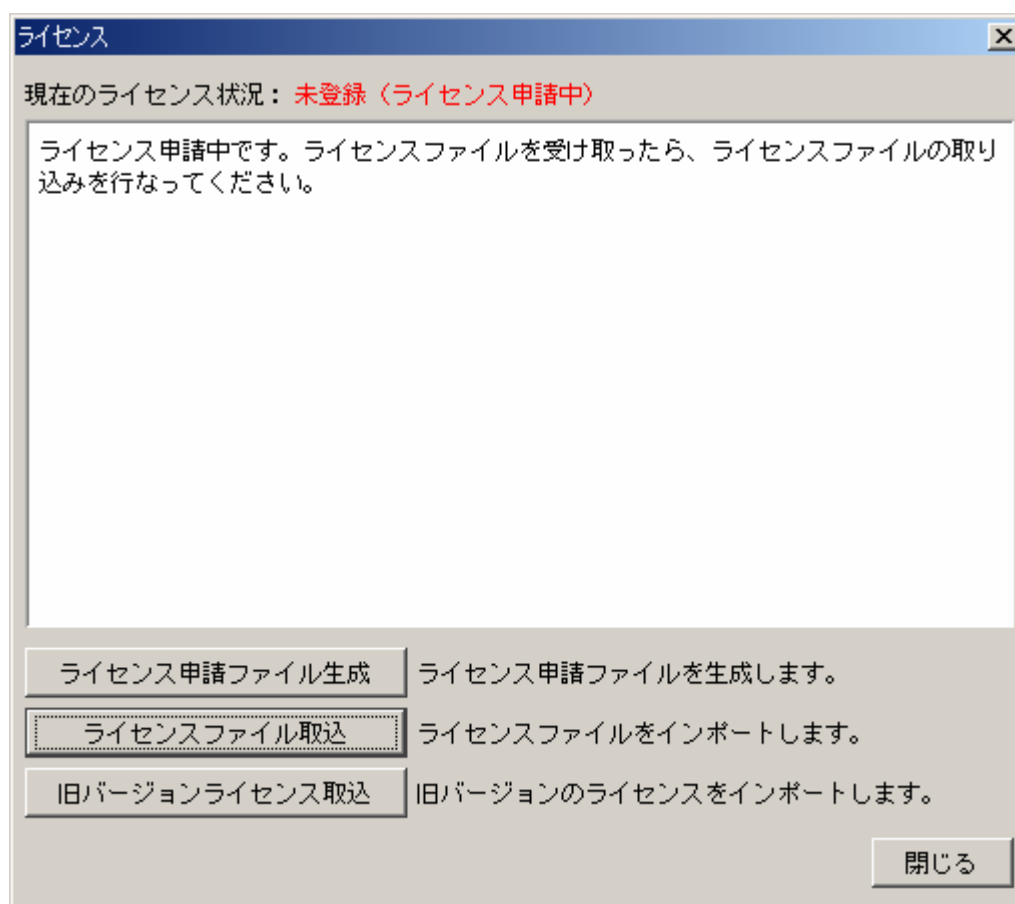 ライセンス
現在のライセンス状況：未登録（ライセンス申請中）
ライセンス申請中です。ライセンスファイルを受け取ったら、ライセンスファイルの取り
込みを行なってください。
ライセンス申請ファイル生成 ライセンス申請ファイルを生成します。
ライセンスファイル取込 ライセンスファイルをインポートします。
旧バージョンライセンス取込 旧バージョンのライセンスをインポートします。
閉じる